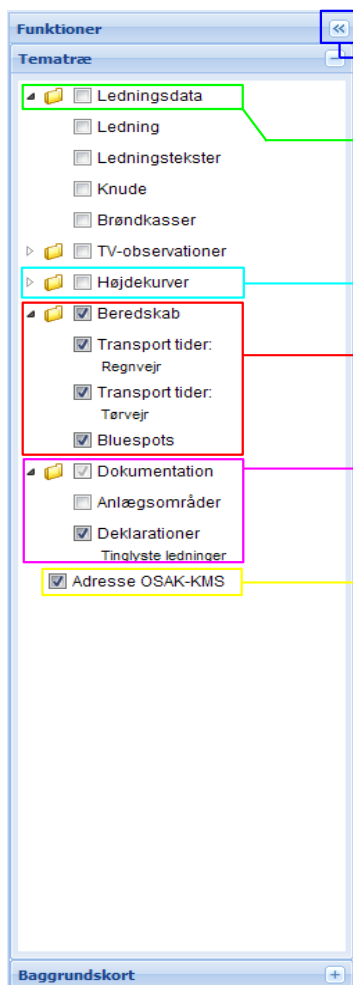 Funktioner
Tematræ
Ledningsdata
Ledning
Ledningstekster
Knude
Brøndkasser
TV-observationer
Højdekurver
Beredskab
Transport tider:
Regnvejr
Transport tider:
Tørvejr
Bluespots
Dokumentation
Anlægsområder
Deklarationer
Tinglyste ledninger
Adresse OSAK-KMS
Baggrundskort